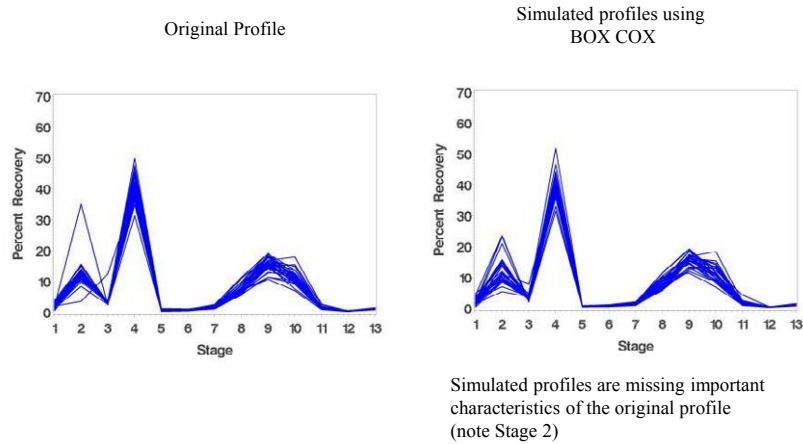 Original Profile
Simulated profiles using
BOX COX
70
60
50
40
30
20
10
0
Percent Recovery
1 2 3 4 5 6 7 8 9 10 11 12 13
Stage
70
60
50
40
30
20
10
0
Percent Recovery
1 2 3 4 5 6 7 8 9 10 11 12 13
Stage
Simulated profiles are missing important
characteristics of the original profile
(note Stage 2)